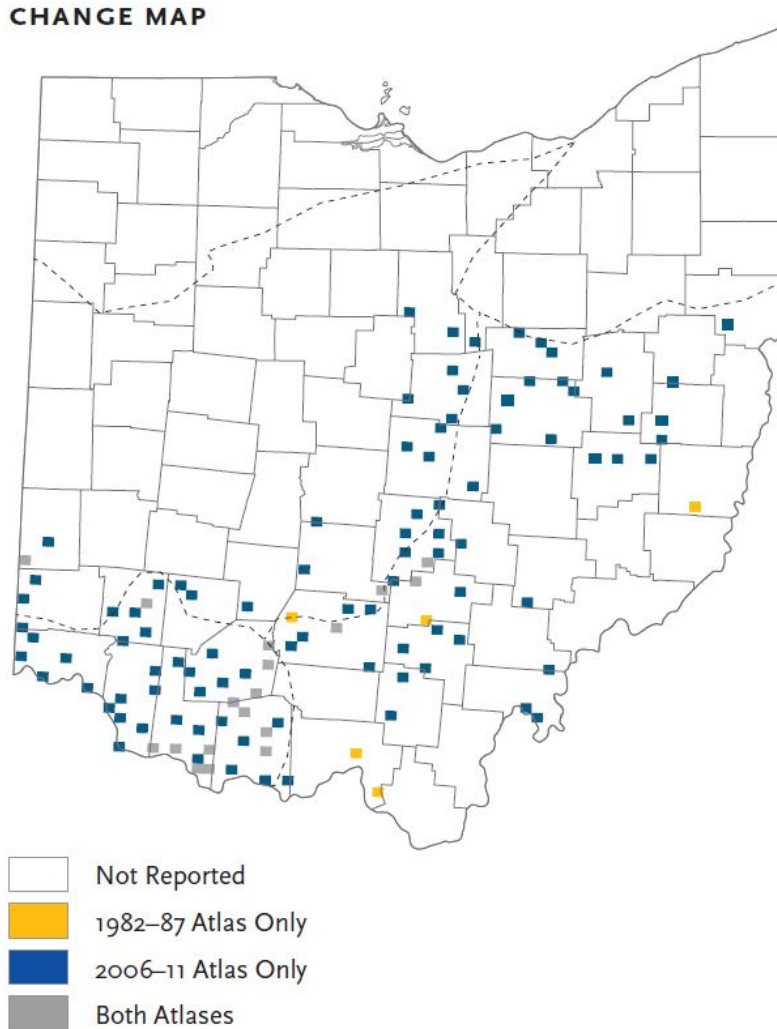 CHANGE MAP
Not Reported
1982–87 Atlas Only
2006–11 Atlas Only
Both Atlases